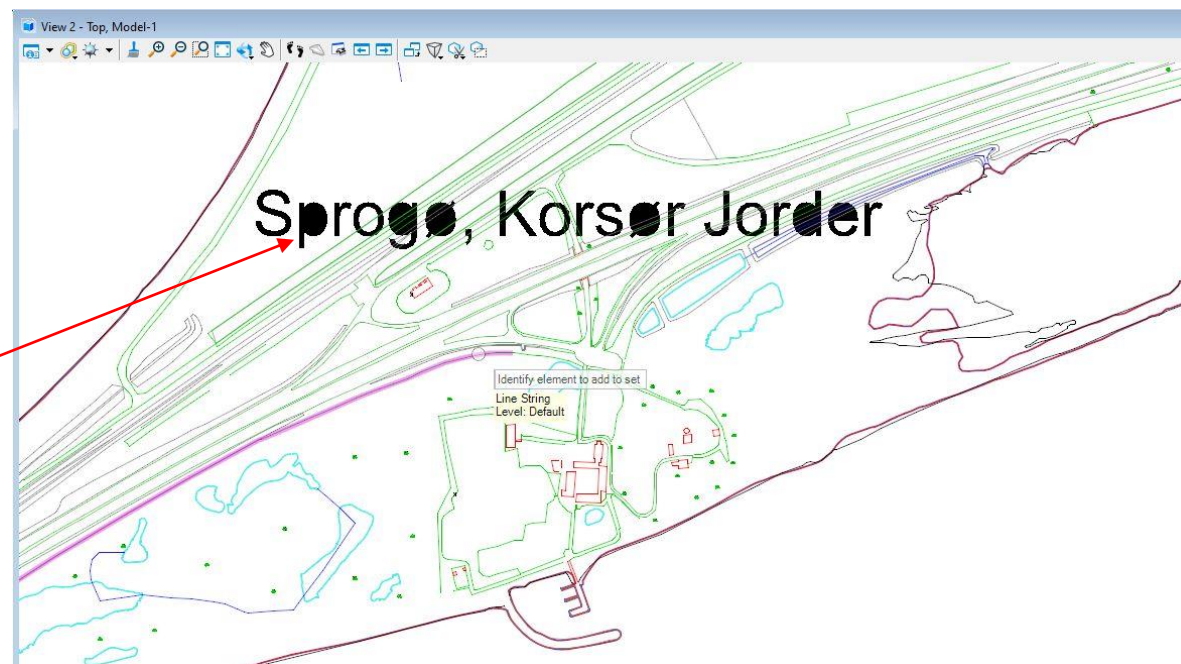 View 2 - Top, Model-1
Sprogø, Korsør Jorder
Identify element to add to set
Line String
Level: Default